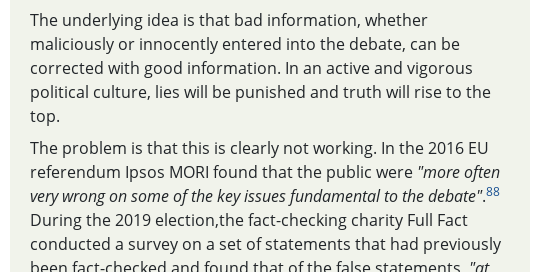 The underlying idea is that bad information, whether
maliciously or innocently entered into the debate, can be
corrected with good information. In an active and vigorous
political culture, lies will be punished and truth will rise to the
top.
The problem is that this is clearly not working. In the 2016 EU
referendum Ipsos MORI found that the public were "more often
very wrong on some of the key issues fundamental to the debate".88
During the 2019 election,the fact-checking charity Full Fact
conducted a survey on a set of statements that had previously
been fact-checked and found that of the false statements, "at